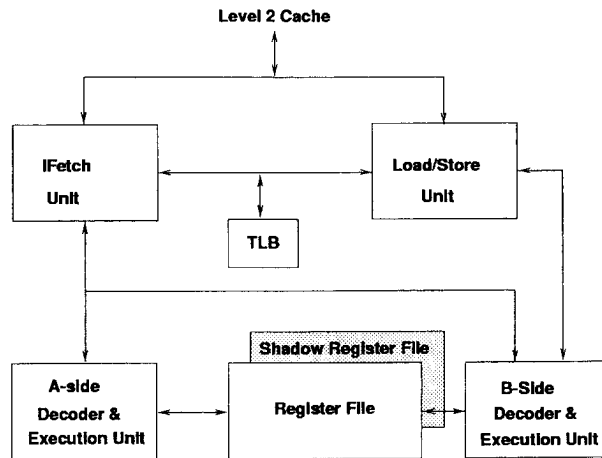 Level 2 Cache
IFetch
Unit
Load/Store
Unit
TLB
Shadow Register File
A-side
Decoder &
Execution Unit
Register File
B-Side
Decoder &
Execution Unit